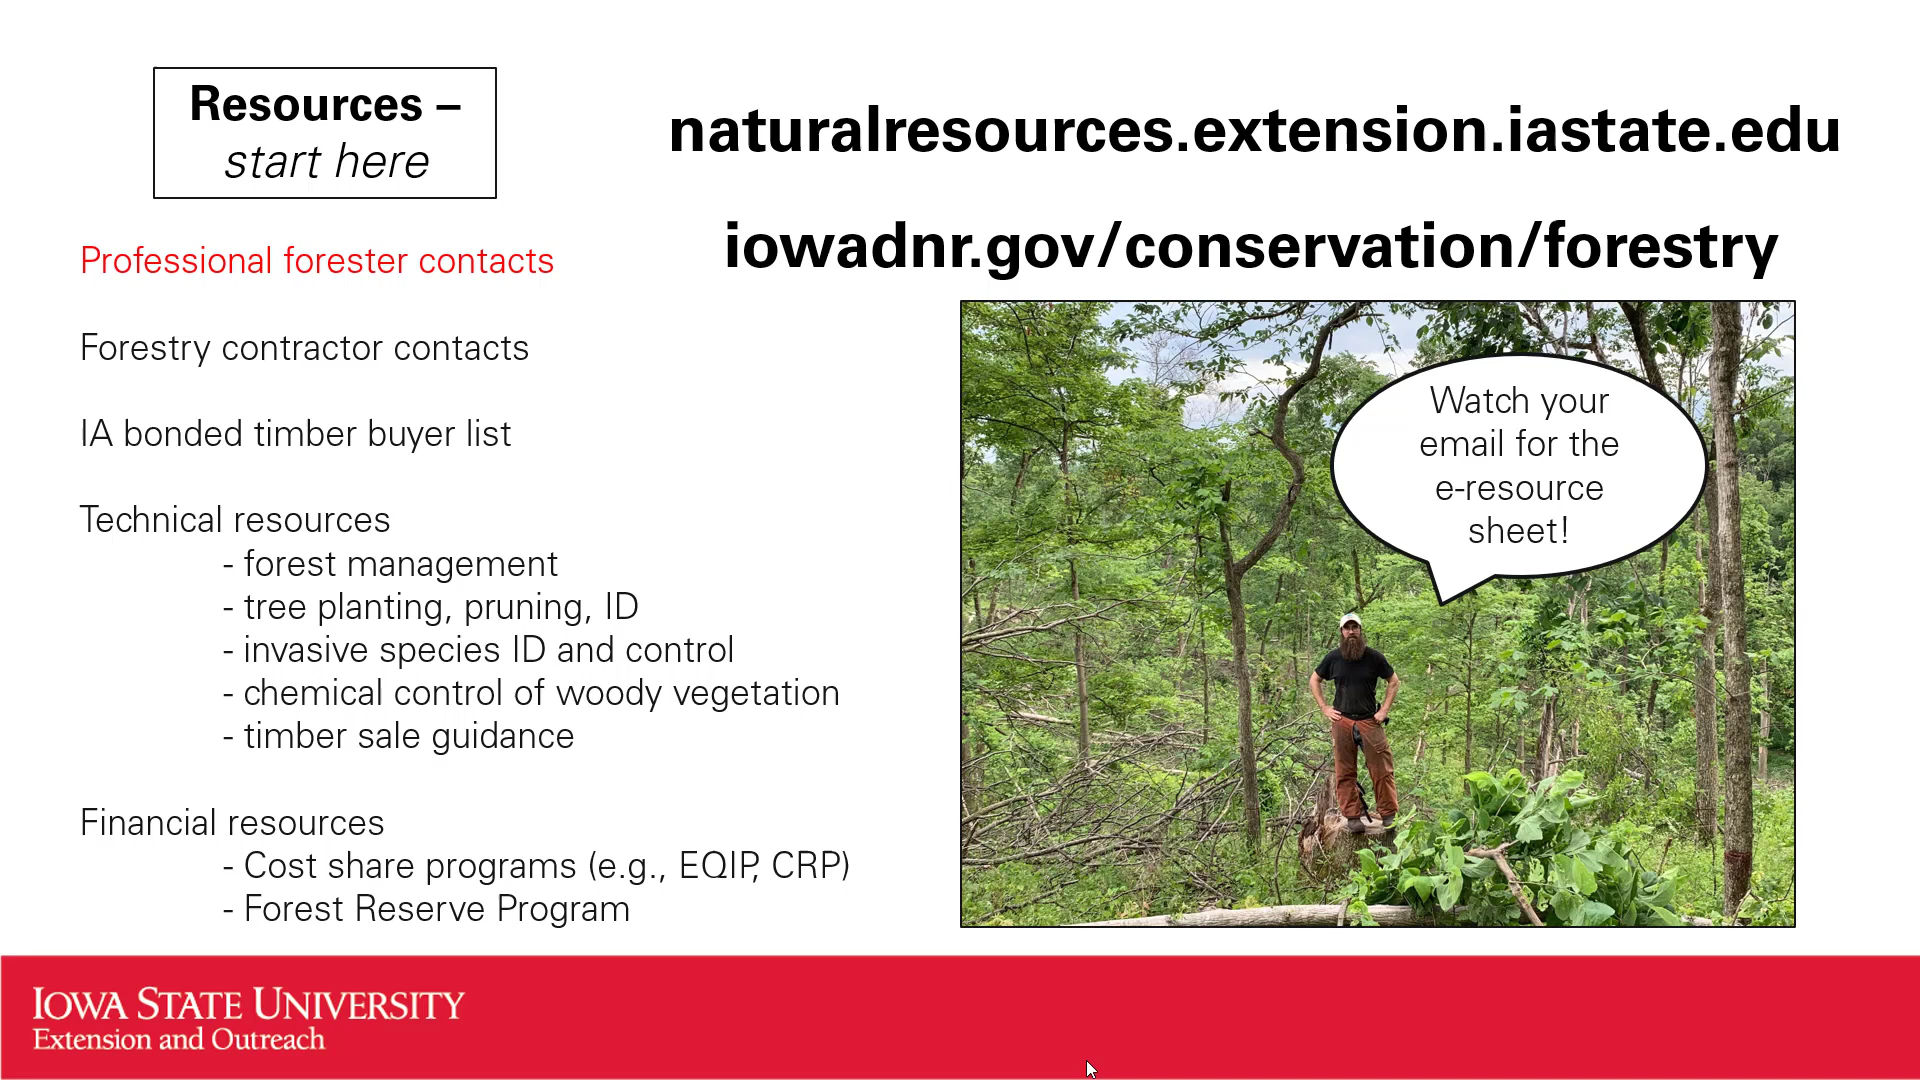 Resources –
start here
naturalresources.extension.iastate.edu
iowadnr.gov/conservation/forestry
Professional forester contacts
Forestry contractor contacts
IA bonded timber buyer list
Technical resources
- forest management
- tree planting, pruning, ID
- invasive species ID and control
- chemical control of woody vegetation
- timber sale guidance
Financial resources
- Cost share programs (e.g., EQIP, CRP)
- Forest Reserve Program
Watch your
email for the
e-resource
sheet!
IOWA STATE UNIVERSITY
Extension and Outreach